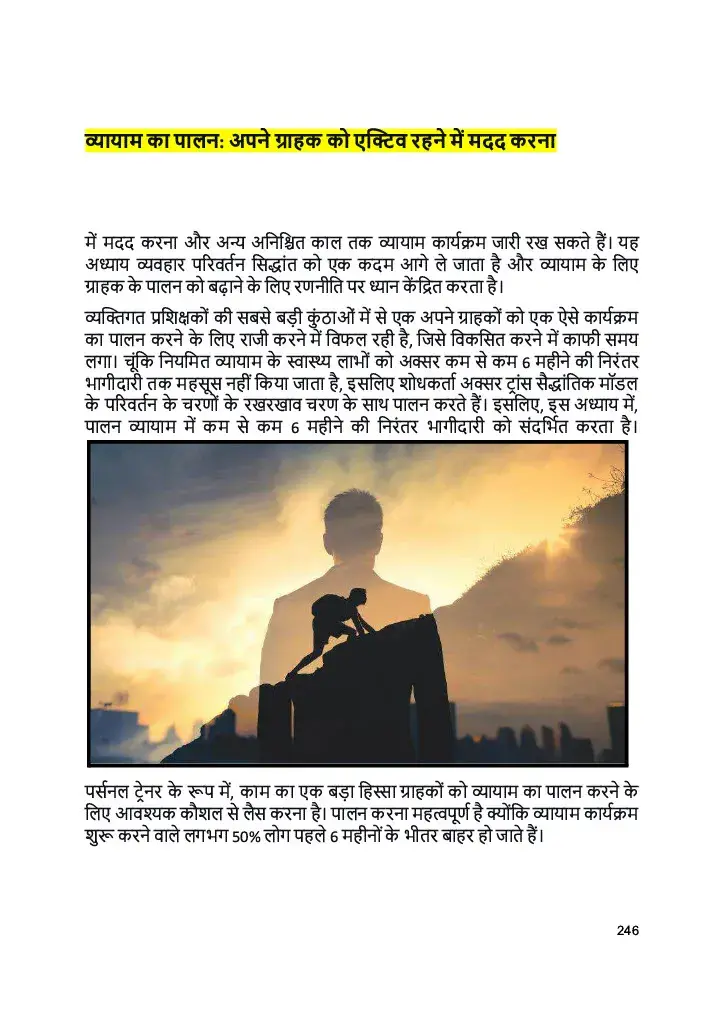 व्यायाम का पालन: अपने ग्राहक को एक्टिव रहने में मदद करना
में मदद करना और अन्य अनिश्चित काल तक व्यायाम कार्यक्रम जारी रख सकते हैं। यह
अध्याय व्यवहार परिवर्तन सिद्धांत को एक कदम आगे ले जाता है और व्यायाम के लिए
ग्राहक के पालन को बढ़ाने के लिए रणनीति पर ध्यान केंद्रित करता है।
व्यक्तिगत प्रशिक्षकों की सबसे बड़ी कुंठाओं में से एक अपने ग्राहकों को एक ऐसे कार्यक्रम
का पालन करने के लिए राजी करने में विफल रही है, जिसे विकसित करने में काफी समय
लगा। चूंकि नियमित व्यायाम के स्वास्थ्य लाभों को अक्सर कम से कम 6 महीने की निरंतर
भागीदारी तक महसूस नहीं किया जाता है, इसलिए शोधकर्ता अक्सर ट्रांस सैद्धांतिक मॉडल
के परिवर्तन के चरणों के रखरखाव चरण के साथ पालन करते हैं। इसलिए, इस अध्याय में,
पालन व्यायाम में कम से कम 6 महीने की निरंतर भागीदारी को संदर्भित करता है।
पर्सनल ट्रेनर के रूप में, काम का एक बड़ा हिस्सा ग्राहकों को व्यायाम का पालन करने के
लिए आवश्यक कौशल से लैस करना है। पालन करना महत्वपूर्ण है क्योंकि व्यायाम कार्यक्रम
शुरू करने वाले लगभग 50% लोग पहले 6 महीनों के भीतर बाहर हो जाते हैं।
246